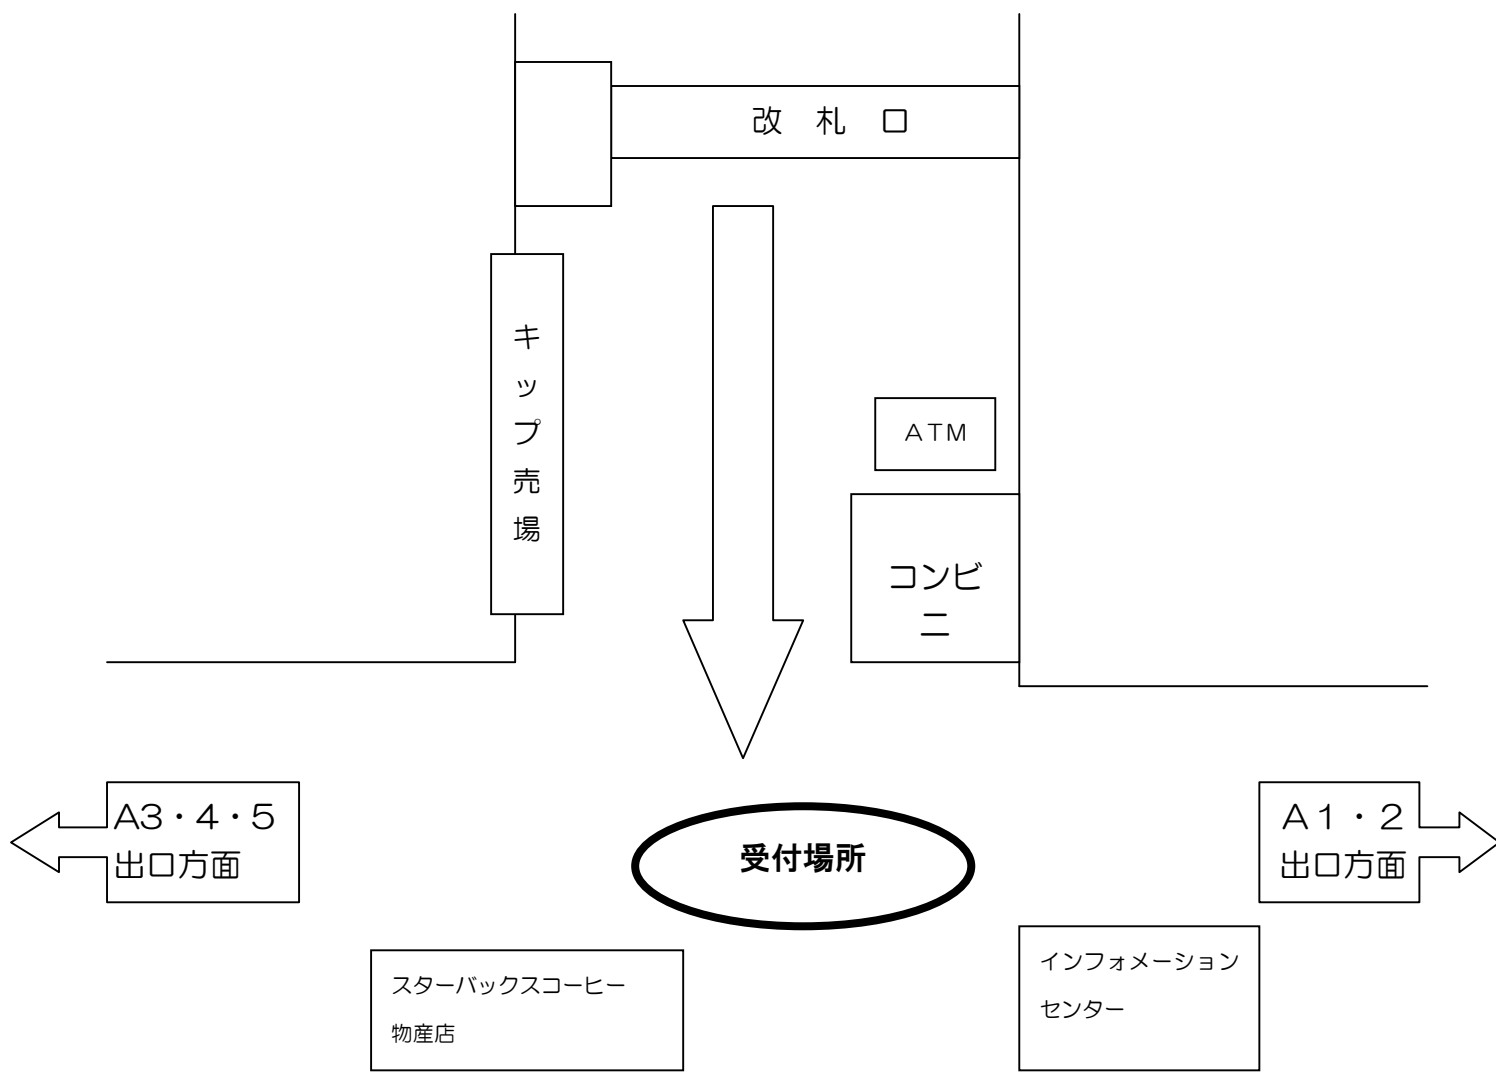 改 札 口
キップ売場
ＡＴＭ
コンビ
ニ
Ａ３・４・５
出口方面
受付場所
Ａ１・２
出口方面
スターバックスコーヒー
物産店
インフォメーション
センター